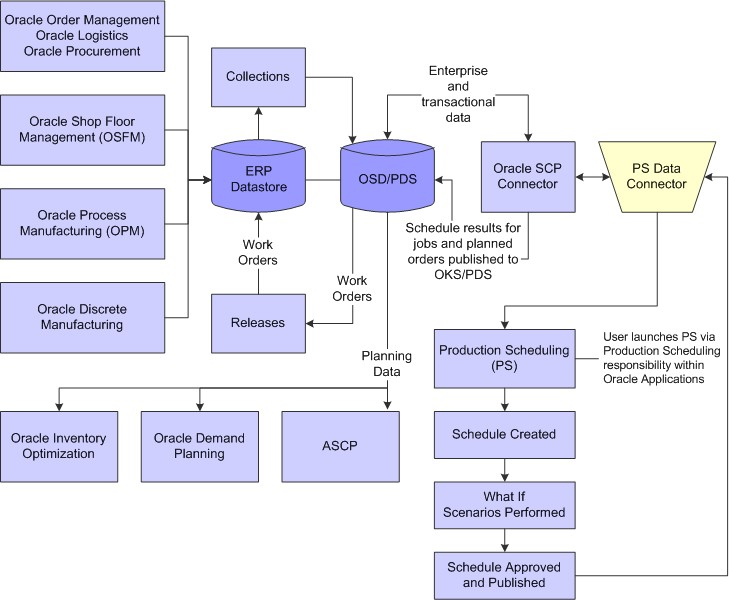 Oracle Order Management
Oracle Logistics
Oracle Procurement
Collections
Enterprise
and
transactional
data
Oracle Shop Floor
Management (OSFM)
ERP
Datastore
OSD/PDS
Oracle SCP
Connector
PS Data
Connector
Oracle Process
Manufacturing (OPM)
Work
Orders
Schedule results for
jobs and planned
orders published to
OKS/PDS
Work
Orders
Oracle Discrete
Manufacturing
Releases
Production Scheduling
(PS)
User launches PS via
Production Scheduling
responsibility within
Oracle Applications
Planning
Data
Oracle Inventory
Optimization
Oracle Demand
Planning
ASCP
Schedule Created
What If
Scenarios Performed
Schedule Approved
and Published